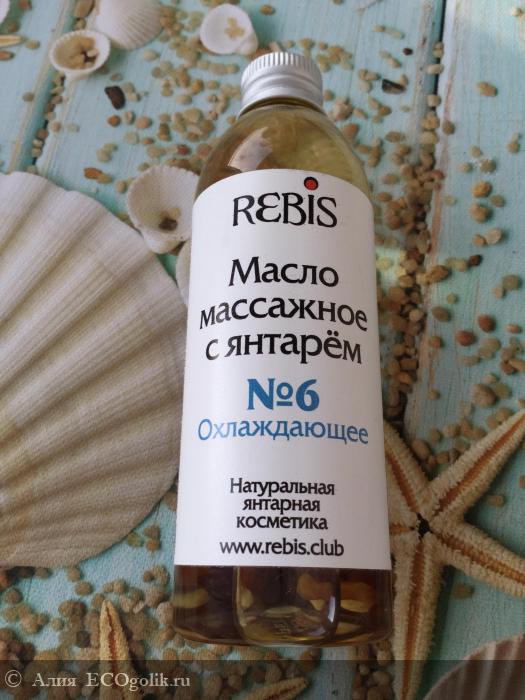 REBIS
Масло
массажное
с янтарём
№6
Охлаждающее
Натуральная
янтарная
косметика
www.rebis.club
© Алия ECOgolik.ru